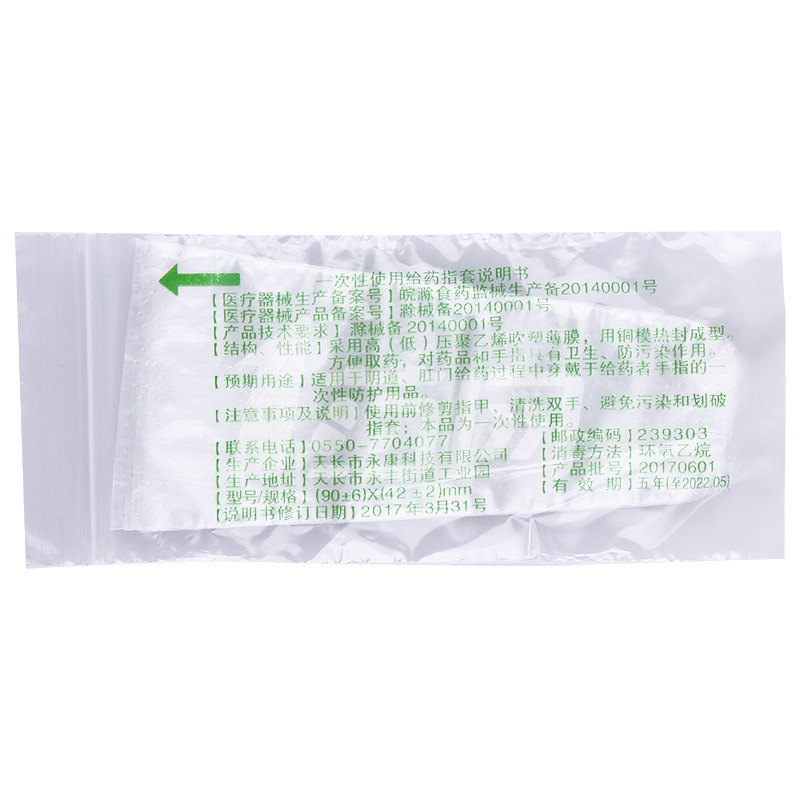 一次性使用给药指套说明书
【医疗器械生产备案号】皖滁食药监械生产备20140001号
【医疗器械产品备案号】滁械备20140001号
【产品技术要求】滁械备20140001号
【结构、性能】采用高（低）压聚乙烯吹塑薄膜，用铜模热封成型。
方便取药，对药品和手指具有卫生、防污染作用。
【预期用途】适用于阴道、肛门给药过程中穿戴于给药者手指的一
次性防护用品。
【注意事项及说明】使用前修剪指甲、清洗双手、避免污染和划破
指套；本品为一次性使用。
【联系电话】0550-7704077 【邮政编码】239303
【生产企业】天长市永康科技有限公司 【消毒方法】环氧乙烷
【生产地址】天长市永丰街道工业园 【产品批号】20170601
【型号/规格】(90±6)X(42±2)mm 【有效期】五年(至2022.05)
【说明书修订日期】2017年3月31号